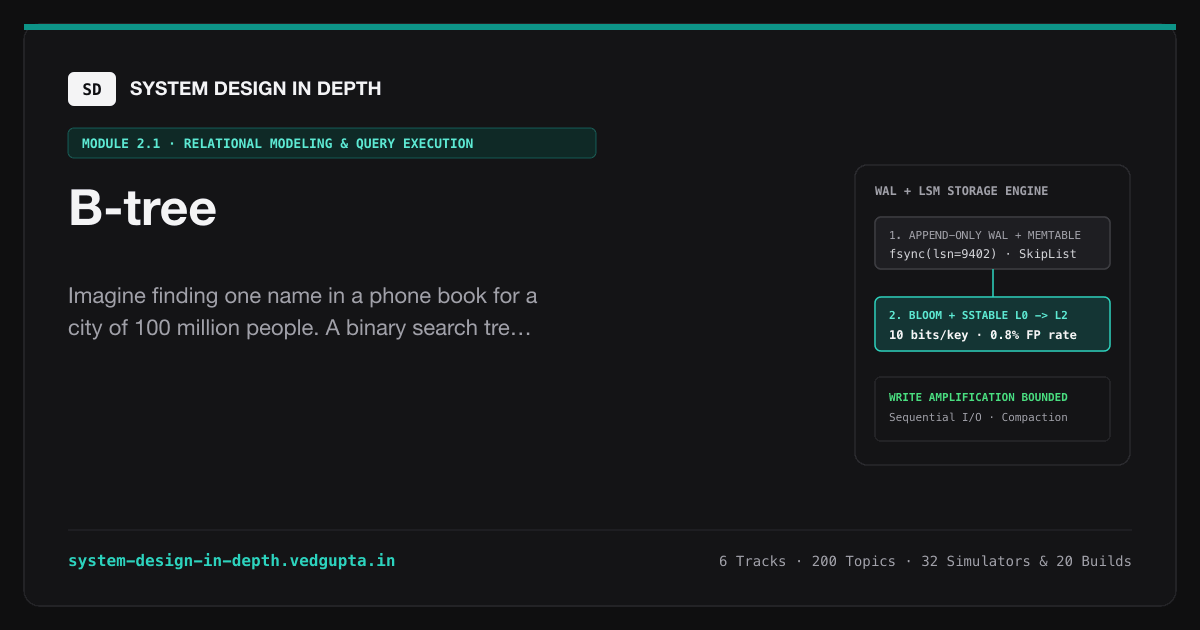 SD SYSTEM DESIGN IN DEPTH
MODULE 2.1 · RELATIONAL MODELING & QUERY EXECUTION
B-tree
Imagine finding one name in a phone book for a
city of 100 million people. A binary search tre…
WAL + LSM STORAGE ENGINE
1. APPEND-ONLY WAL + MEMTABLE
fsync(lsn=9402) · SkipList
2. BLOOM + SSTABLE L0 -> L2
10 bits/key · 0.8% FP rate
WRITE AMPLIFICATION BOUNDED
Sequential I/O · Compaction
system-design-in-depth.vedgupta.in
6 Tracks · 200 Topics · 32 Simulators & 20 Builds